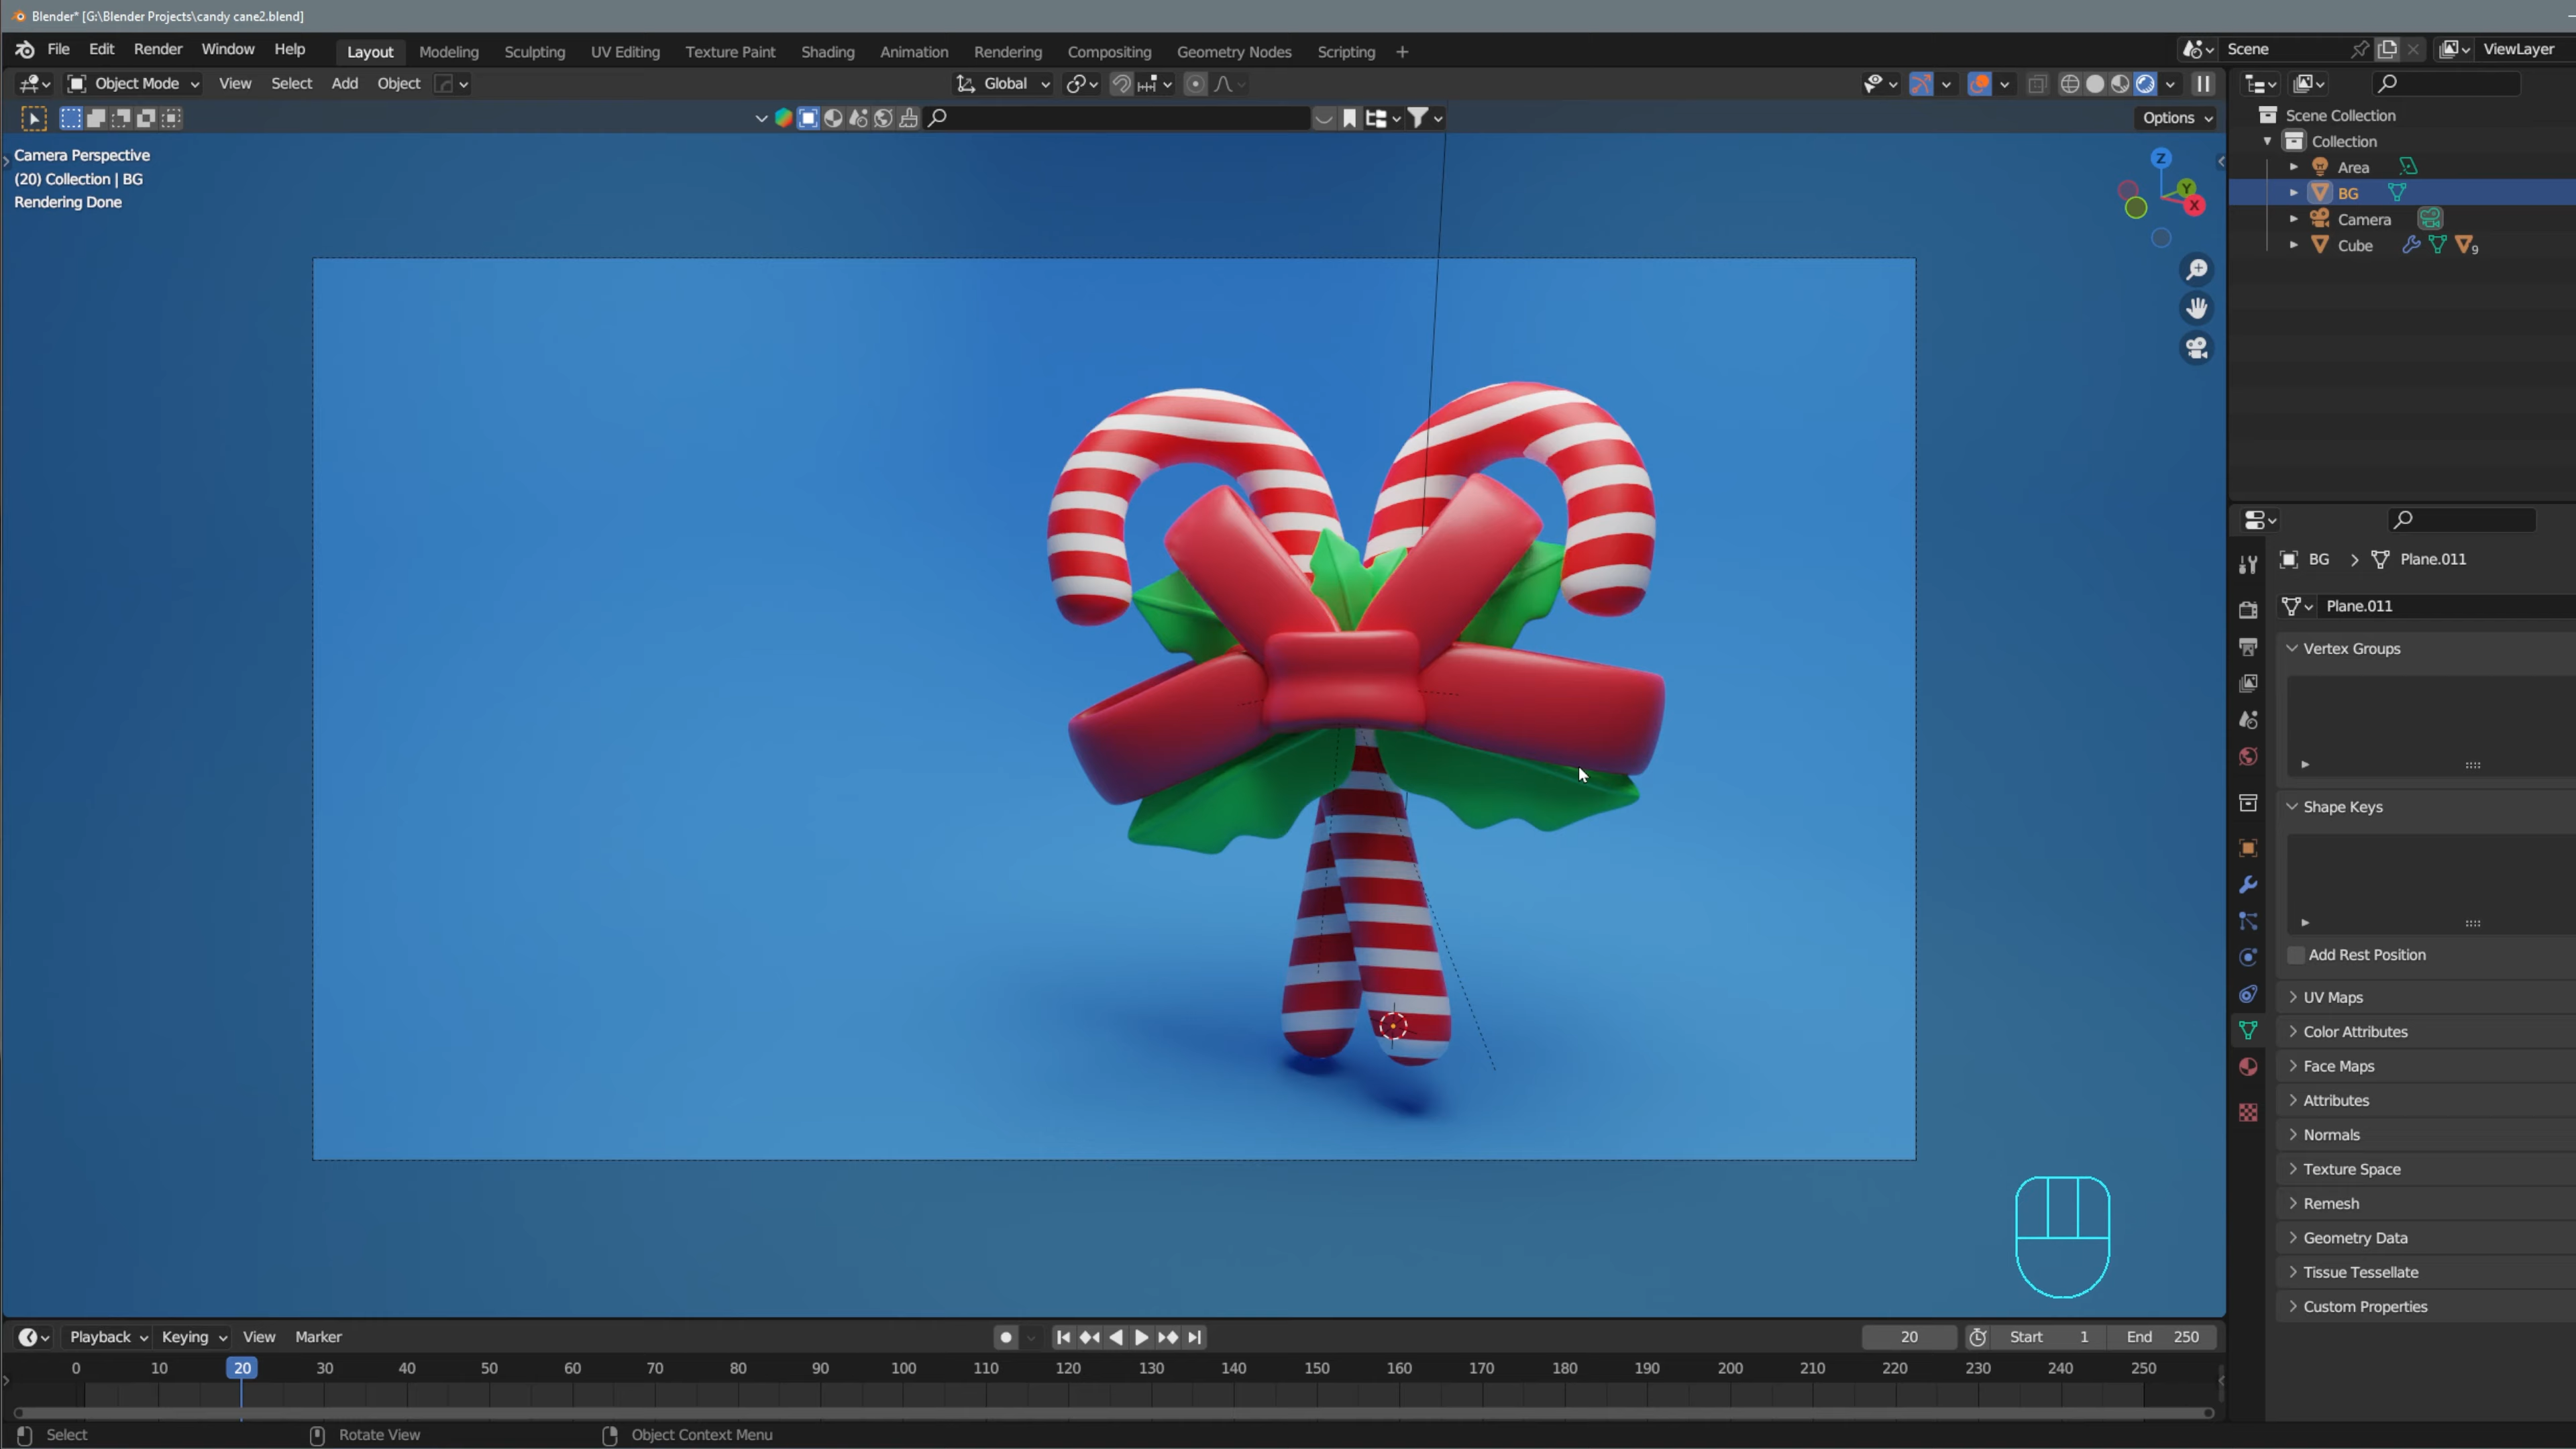 Blender* [G:\Blender Projects\candy cane2.blend]
File Edit Render Window Help Layout Modeling Sculpting UV Editing Texture Paint Shading Animation Rendering Compositing Geometry Nodes Scripting + Scene ViewLayer
Object Mode View Select Add Object Global
Options
Camera Perspective
(20) Collection | BG
Rendering Done
Z
Y
X
Scene Collection
Collection
Area
BG
Camera
Cube 9
BG > Plane.011
Plane.011
Vertex Groups
Shape Keys
Add Rest Position
UV Maps
Color Attributes
Face Maps
Attributes
Normals
Texture Space
Remesh
Geometry Data
Tissue Tessellate
Custom Properties
Playback Keying View Marker 20 Start 1 End 250
0 10 20 30 40 50 60 70 80 90 100 110 120 130 140 150 160 170 180 190 200 210 220 230 240 250
Select Rotate View Object Context Menu